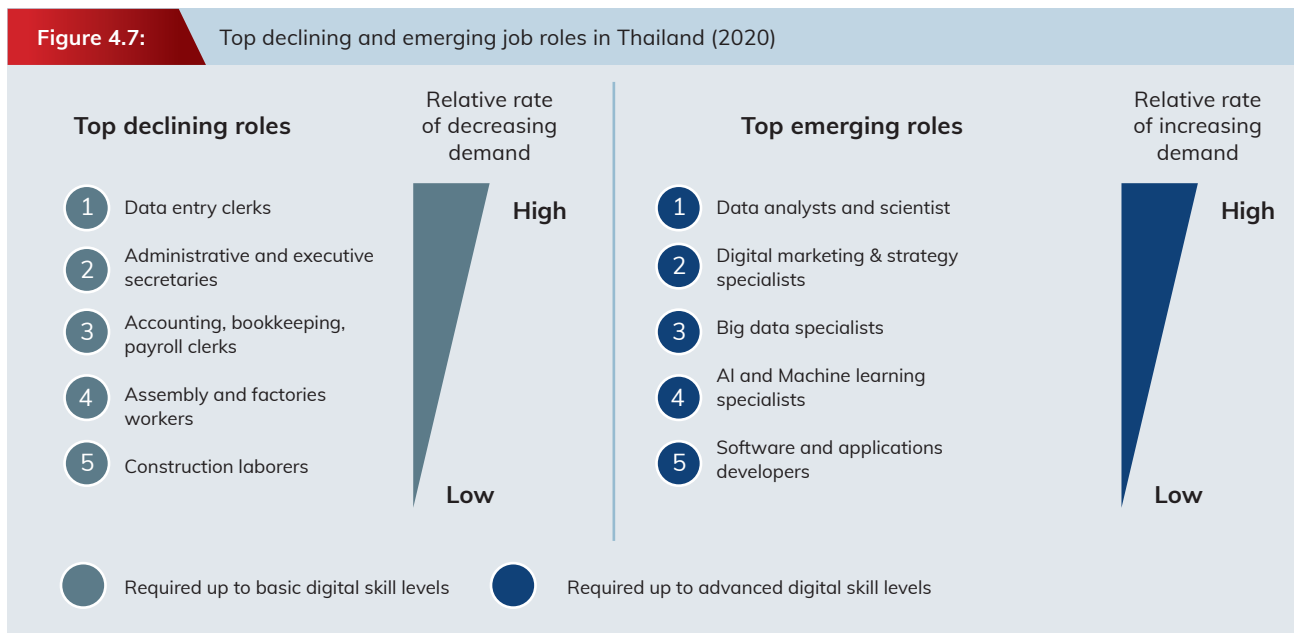 Figure 4.7:
Top declining and emerging job roles in Thailand (2020)
Top declining roles
Relative rate
of decreasing
demand
1
Data entry clerks
2
Administrative and executive
secretaries
3
Accounting, bookkeeping,
payroll clerks
4
Assembly and factories
workers
5
Construction laborers
High
Low
Top emerging roles
Relative rate
of increasing
demand
1
Data analysts and scientist
2
Digital marketing & strategy
specialists
3
Big data specialists
4
AI and Machine learning
specialists
5
Software and applications
developers
High
Low
Required up to basic digital skill levels
Required up to advanced digital skill levels